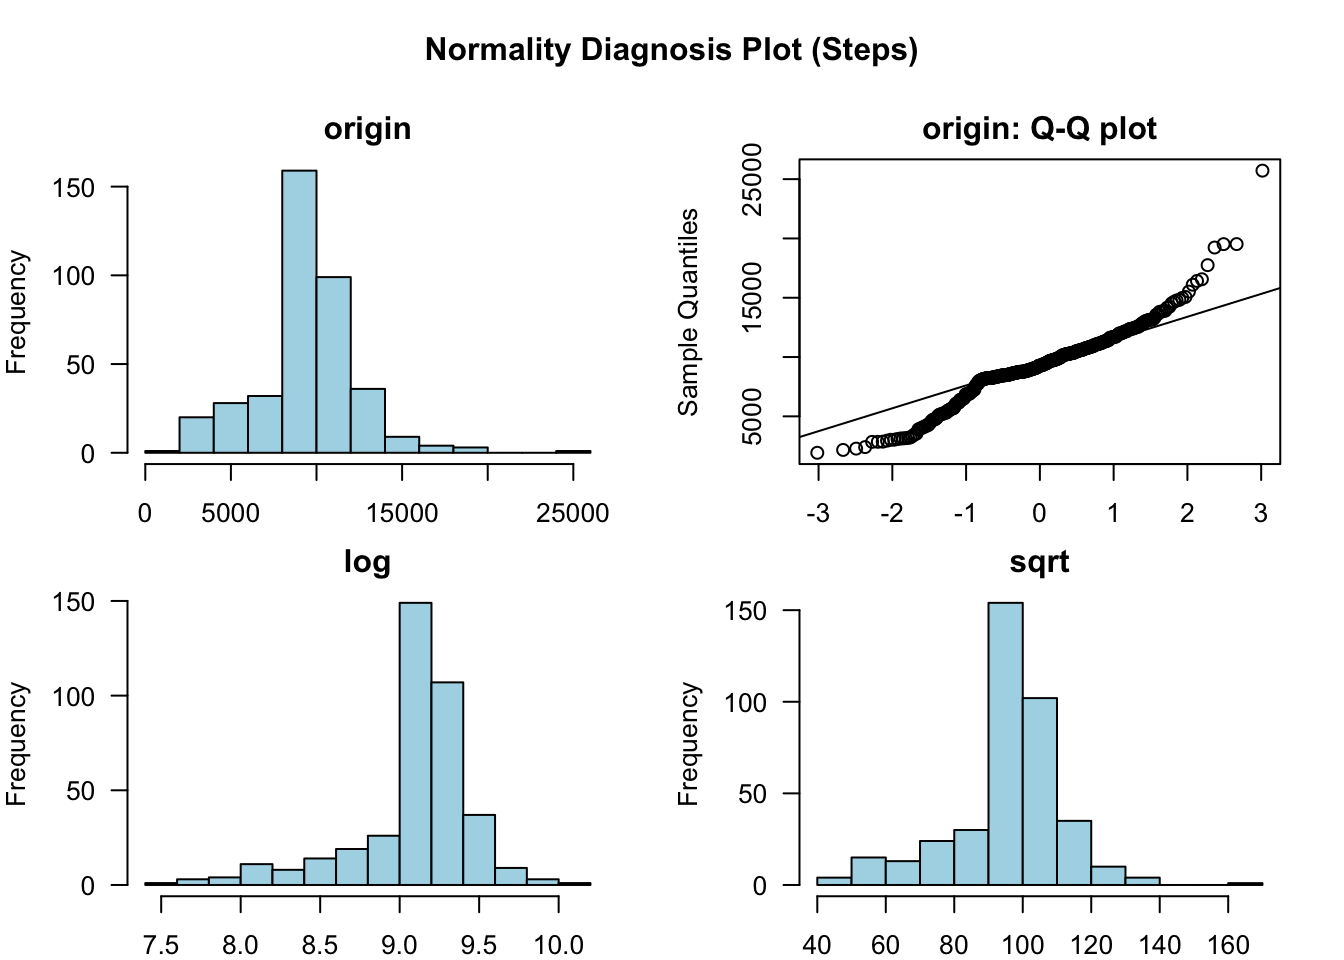 Normality Diagnosis Plot (Steps)
origin
Frequency
150
100
50
0
0 5000 15000 25000
origin: Q-Q plot
Sample Quantiles
25000
15000
5000
-3 -2 -1 0 1 2 3
log
Frequency
150
100
50
0
7.5 8.0 8.5 9.0 9.5 10.0
sqrt
Frequency
150
100
50
0
40 60 80 100 120 140 160